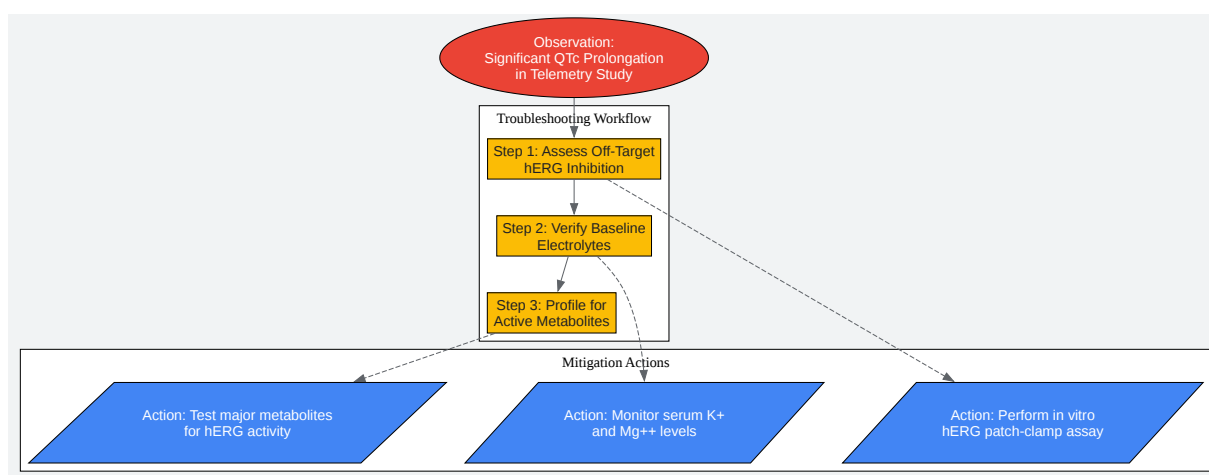 Observation:
Significant QTc Prolongation
in Telemetry Study
Troubleshooting Workflow
Step 1: Assess Off-Target
hERG Inhibition
Step 2: Verify Baseline
Electrolytes
Step 3: Profile for
Active Metabolites
Mitigation Actions
Action: Test major metabolites
for hERG activity
Action: Monitor serum K+
and Mg++ levels
Action: Perform in vitro
hERG patch-clamp assay